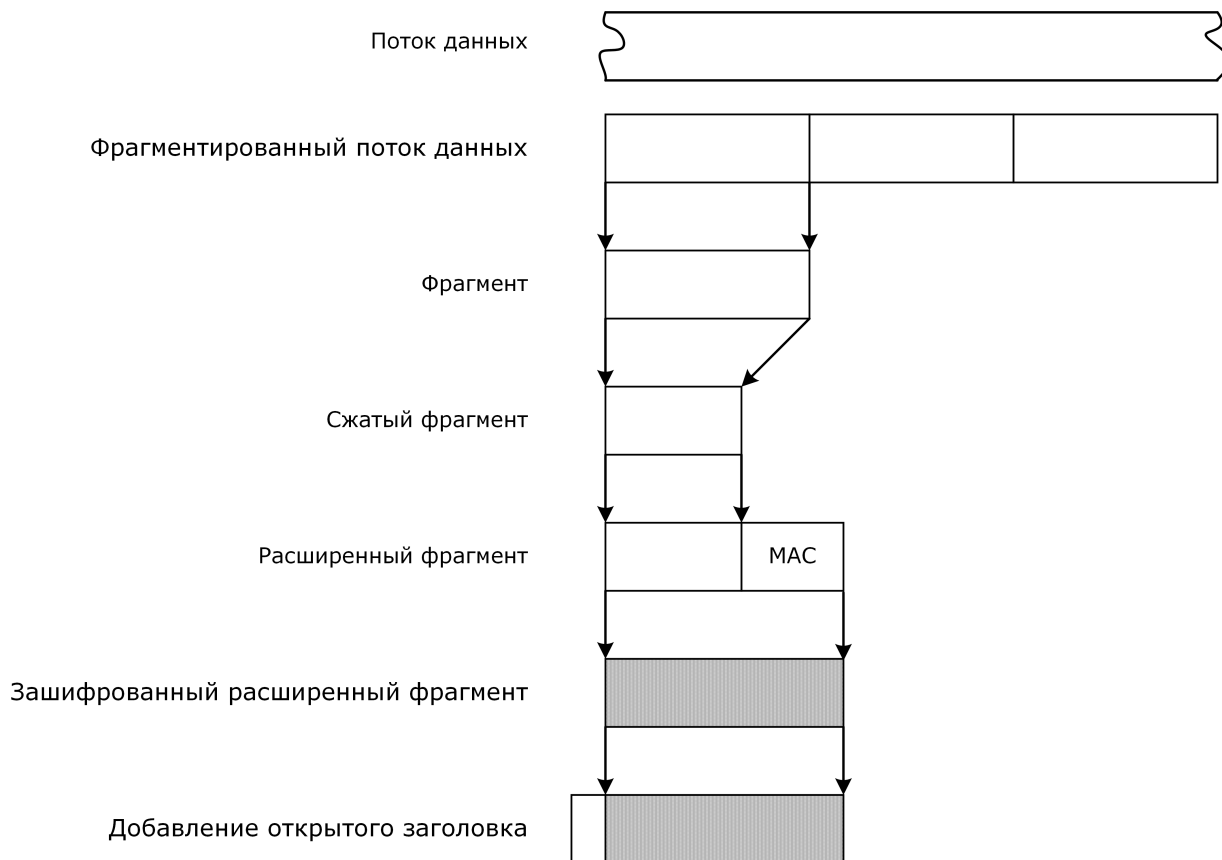 Поток данных
Фрагментированный поток данных
Фрагмент
Сжатый фрагмент
Расширенный фрагмент
MAC
Зашифрованный расширенный фрагмент
Добавление открытого заголовка